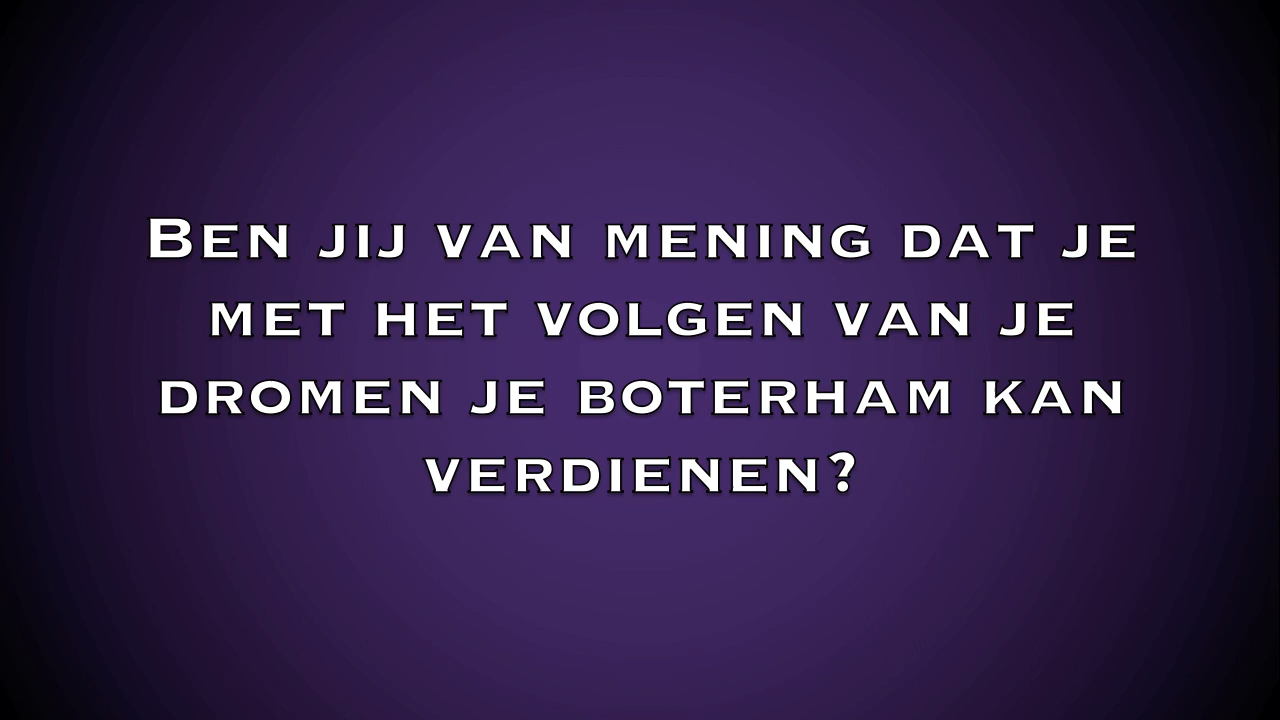 Ben jij van mening dat je
met het volgen van je
dromen je boterham kan
verdienen?